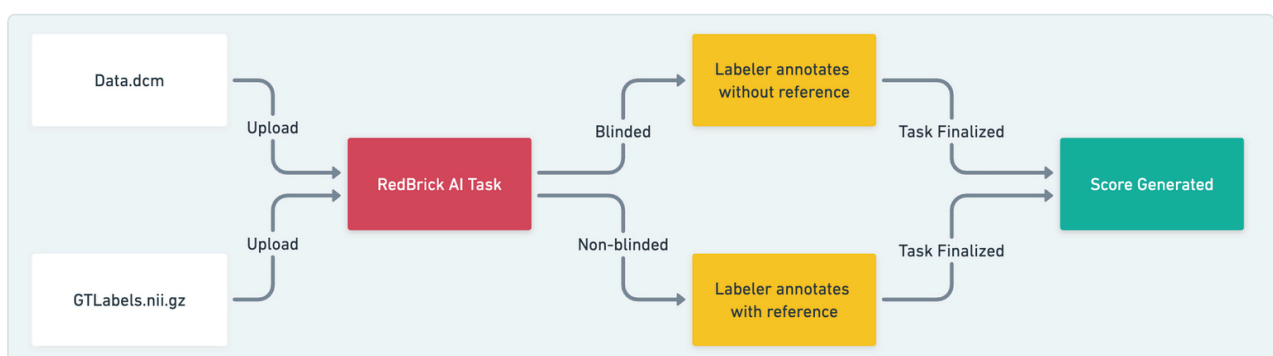 Data.dcm
Upload
GTLabels.nii.gz
Upload
RedBrick AI Task
Blinded
Labeler annotates
without reference
Task Finalized
Non-blinded
Labeler annotates
with reference
Task Finalized
Score Generated